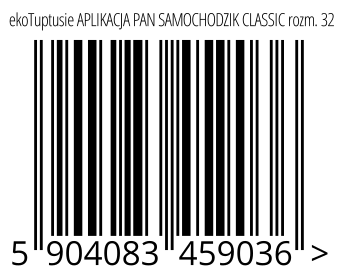 ekoTuptusie APLIKACJA PAN SAMOCHODZIK CLASSIC rozm. 32
5 904083 459036 >